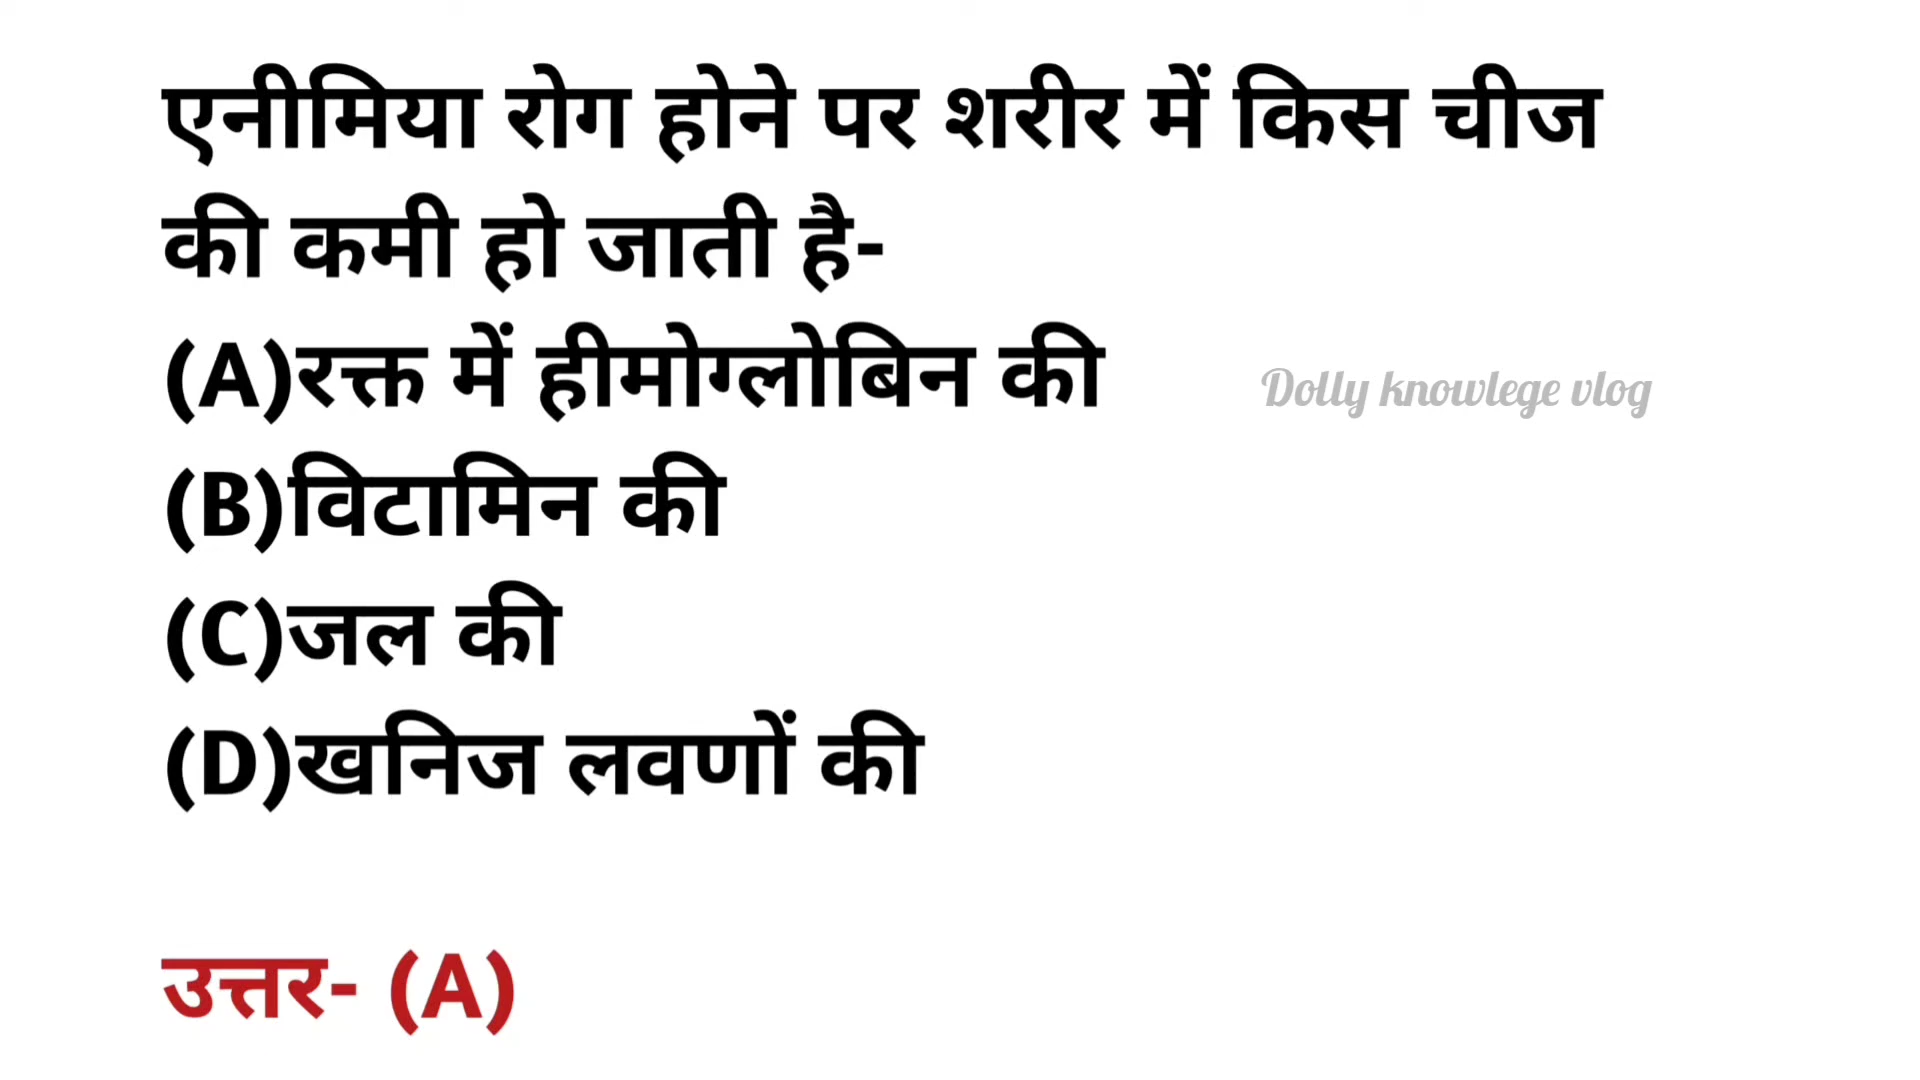 एनीमिया रोग होने पर शरीर में किस चीज
की कमी हो जाती है-
(A)रक्त में हीमोग्लोबिन की
Dolly knowlege vlog
(B)विटामिन की
(C)जल की
(D)खनिज लवणों की
उत्तर- (A)